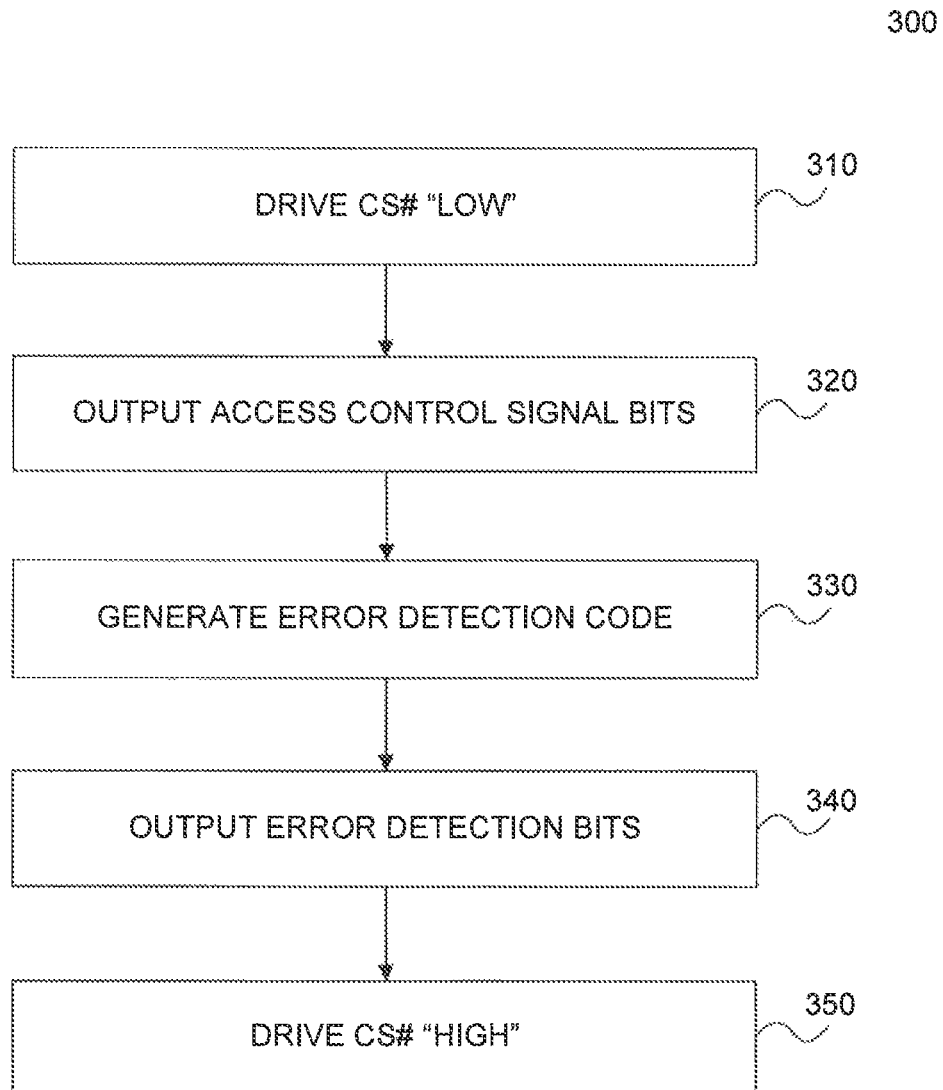 300
310
DRIVE CS# “LOW”
320
OUTPUT ACCESS CONTROL SIGNAL BITS
330
GENERATE ERROR DETECTION CODE
340
OUTPUT ERROR DETECTION BITS
350
DRIVE CS# “HIGH”